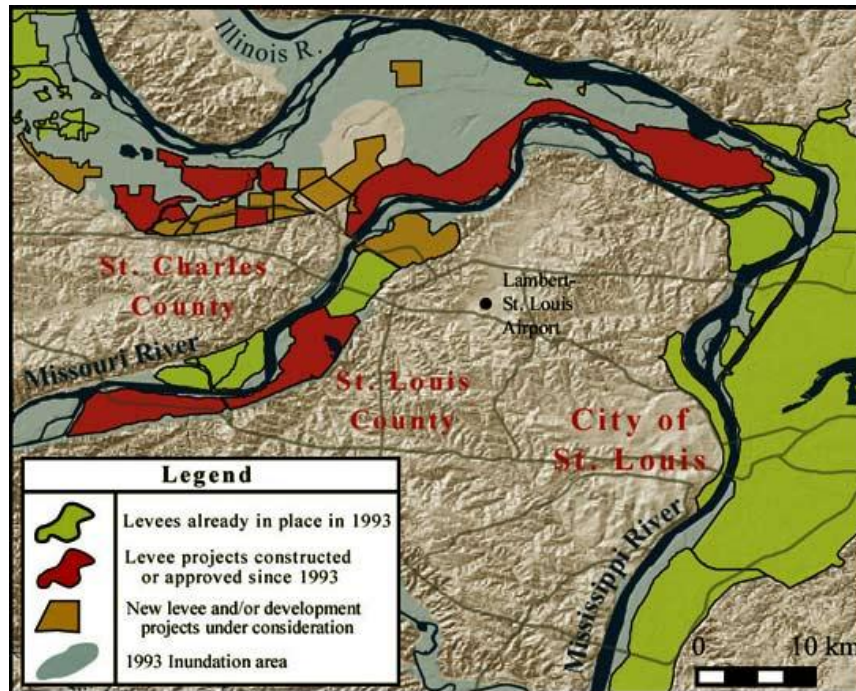 Illinois R.
St. Charles
County
Lambert-
St. Louis
Airport
Missouri River
St. Louis
County
City of
St. Louis
Mississippi River
Legend
Levees already in place in 1993
Levee projects constructed
or approved since 1993
New levee and/or development
projects under consideration
1993 Inundation area
0 10 km